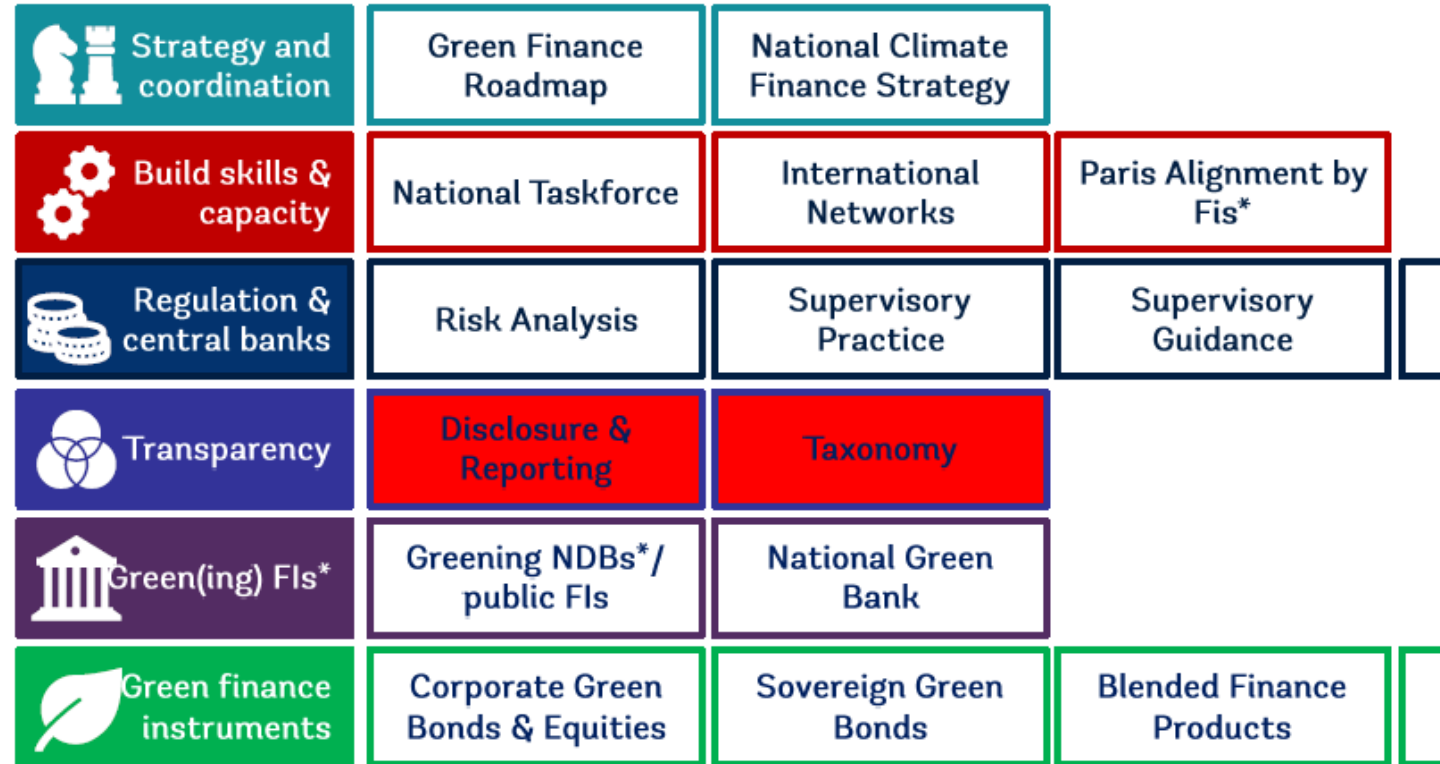 Strategy and
coordination
Green Finance
Roadmap
National Climate
Finance Strategy
Build skills &
capacity
National Taskforce
International
Networks
Paris Alignment by
Fis*
Regulation &
central banks
Risk Analysis
Supervisory
Practice
Supervisory
Guidance
Transparency
Disclosure &
Reporting
Taxonomy
Green(ing) FIs*
Greening NDBs*/
public FIs
National Green
Bank
Green finance
instruments
Corporate Green
Bonds & Equities
Sovereign Green
Bonds
Blended Finance
Products